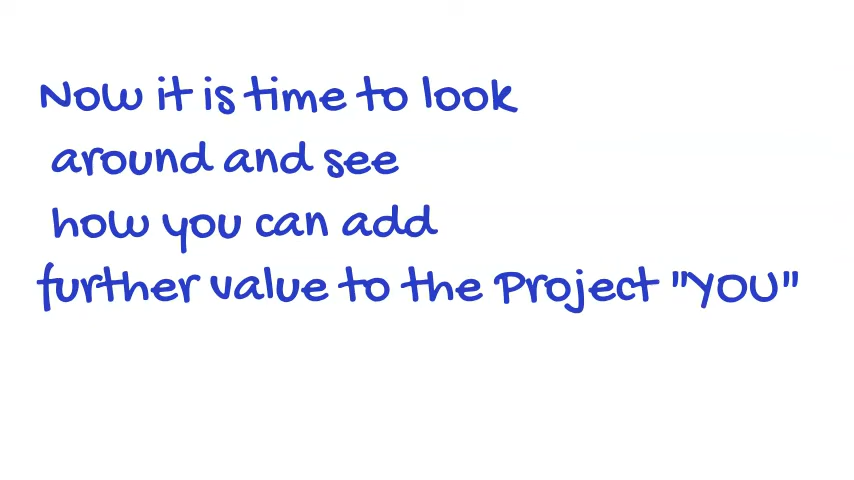 Now it is time to look
around and see
how you can add
further value to the Project "YOU"